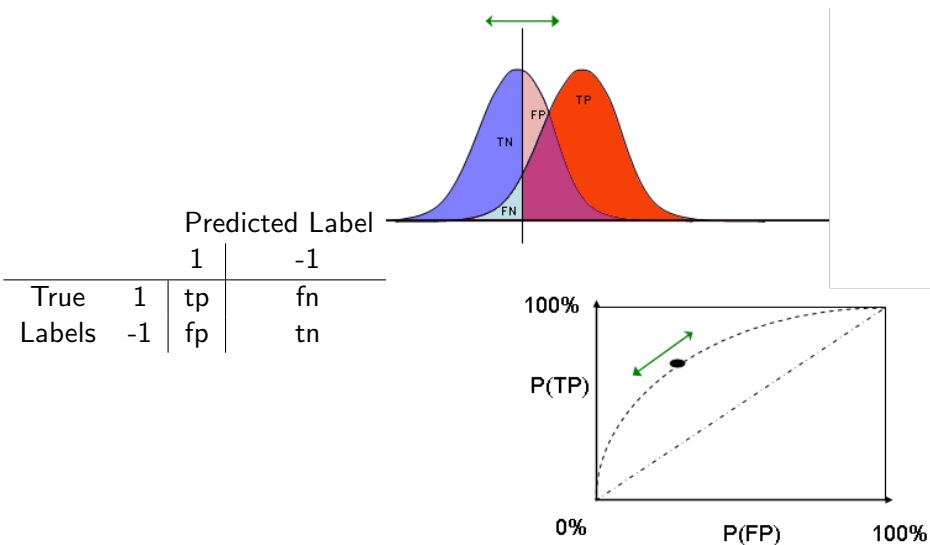 TP
FP
TN
FN
Predicted Label
1 -1
True 1 tp fn
Labels -1 fp tn
100%
P(TP)
0% P(FP) 100%